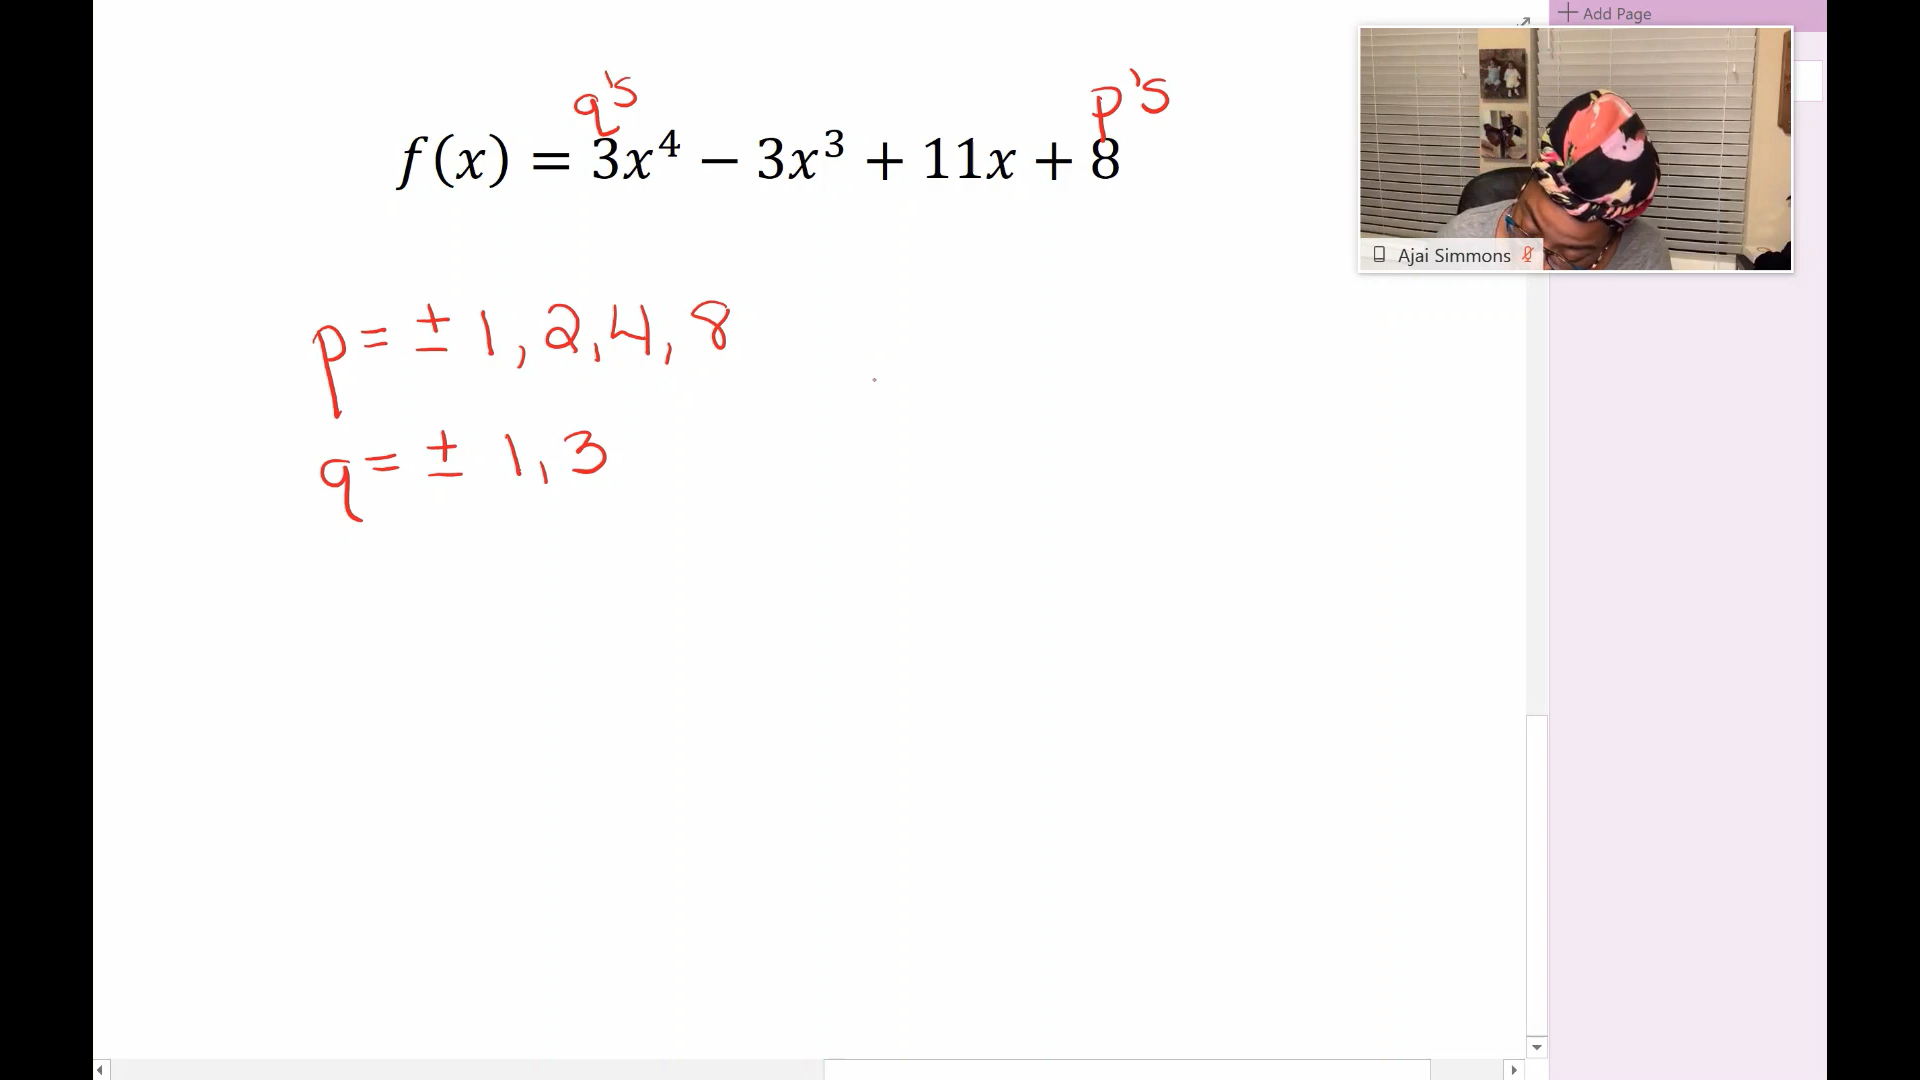 Add Page
q's
p's
f(x) = 3x⁴ − 3x³ + 11x + 8
Ajai Simmons
p = ± 1, 2, 4, 8
q = ± 1, 3